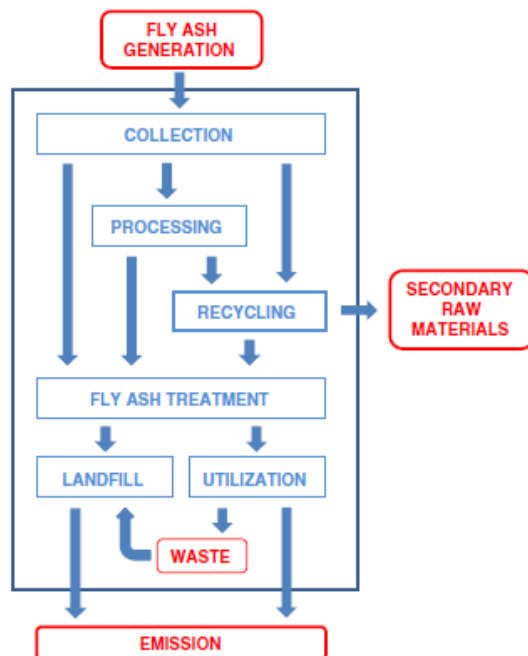 FLY ASH
GENERATION
COLLECTION
PROCESSING
RECYCLING
SECONDARY
RAW
MATERIALS
FLY ASH TREATMENT
LANDFILL
UTILIZATION
WASTE
EMISSION